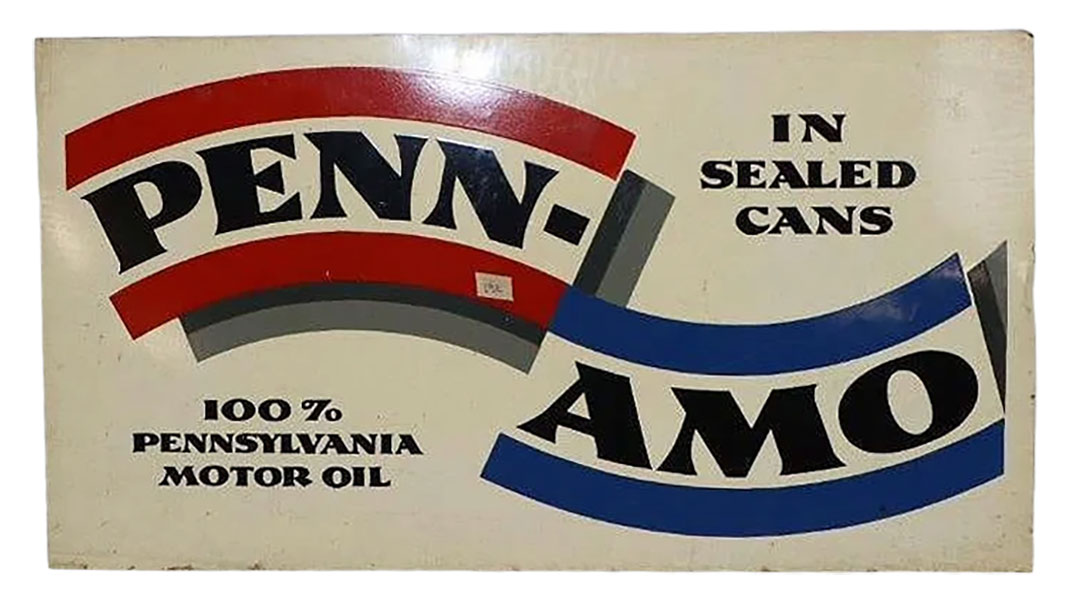 PENN-
AMO
IN
SEALED
CANS
100 %
PENNSYLVANIA
MOTOR OIL